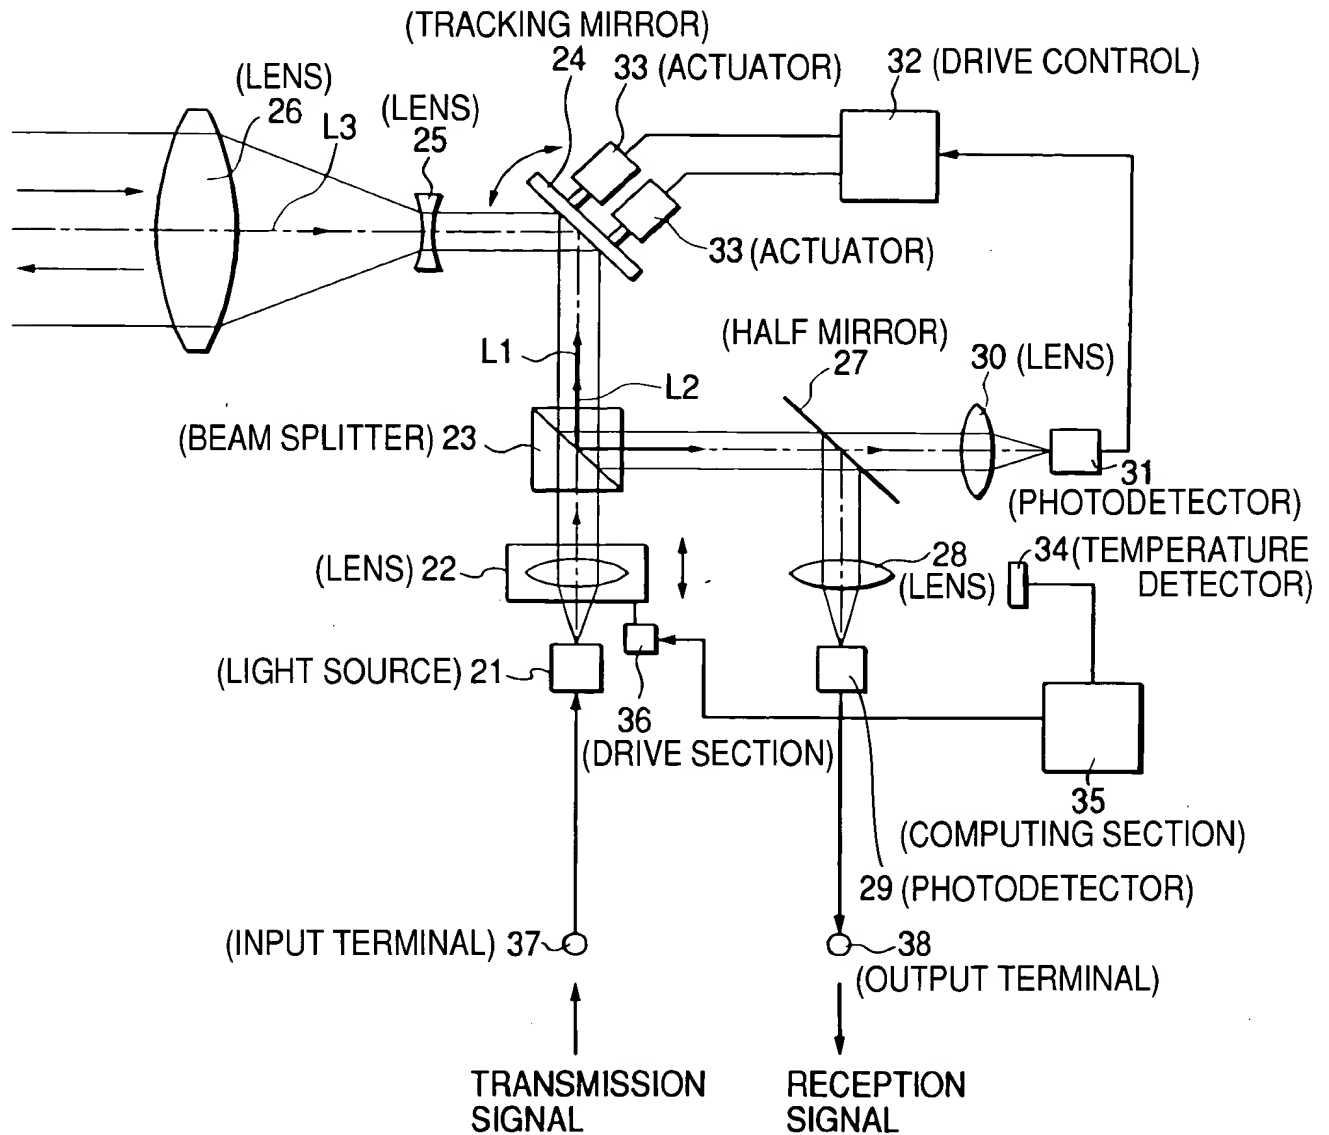 (TRACKING MIRROR)
24
33 (ACTUATOR)
32 (DRIVE CONTROL)
(LENS)
26
L3
(LENS)
25
33 (ACTUATOR)
(HALF MIRROR)
27
30 (LENS)
L1
L2
(BEAM SPLITTER) 23
31
(PHOTODETECTOR)
(LENS) 22
28
(LENS)
34 (TEMPERATURE
DETECTOR)
(LIGHT SOURCE) 21
36
(DRIVE SECTION)
35
(COMPUTING SECTION)
29 (PHOTODETECTOR)
(INPUT TERMINAL) 37
38
(OUTPUT TERMINAL)
TRANSMISSION
SIGNAL
RECEPTION
SIGNAL